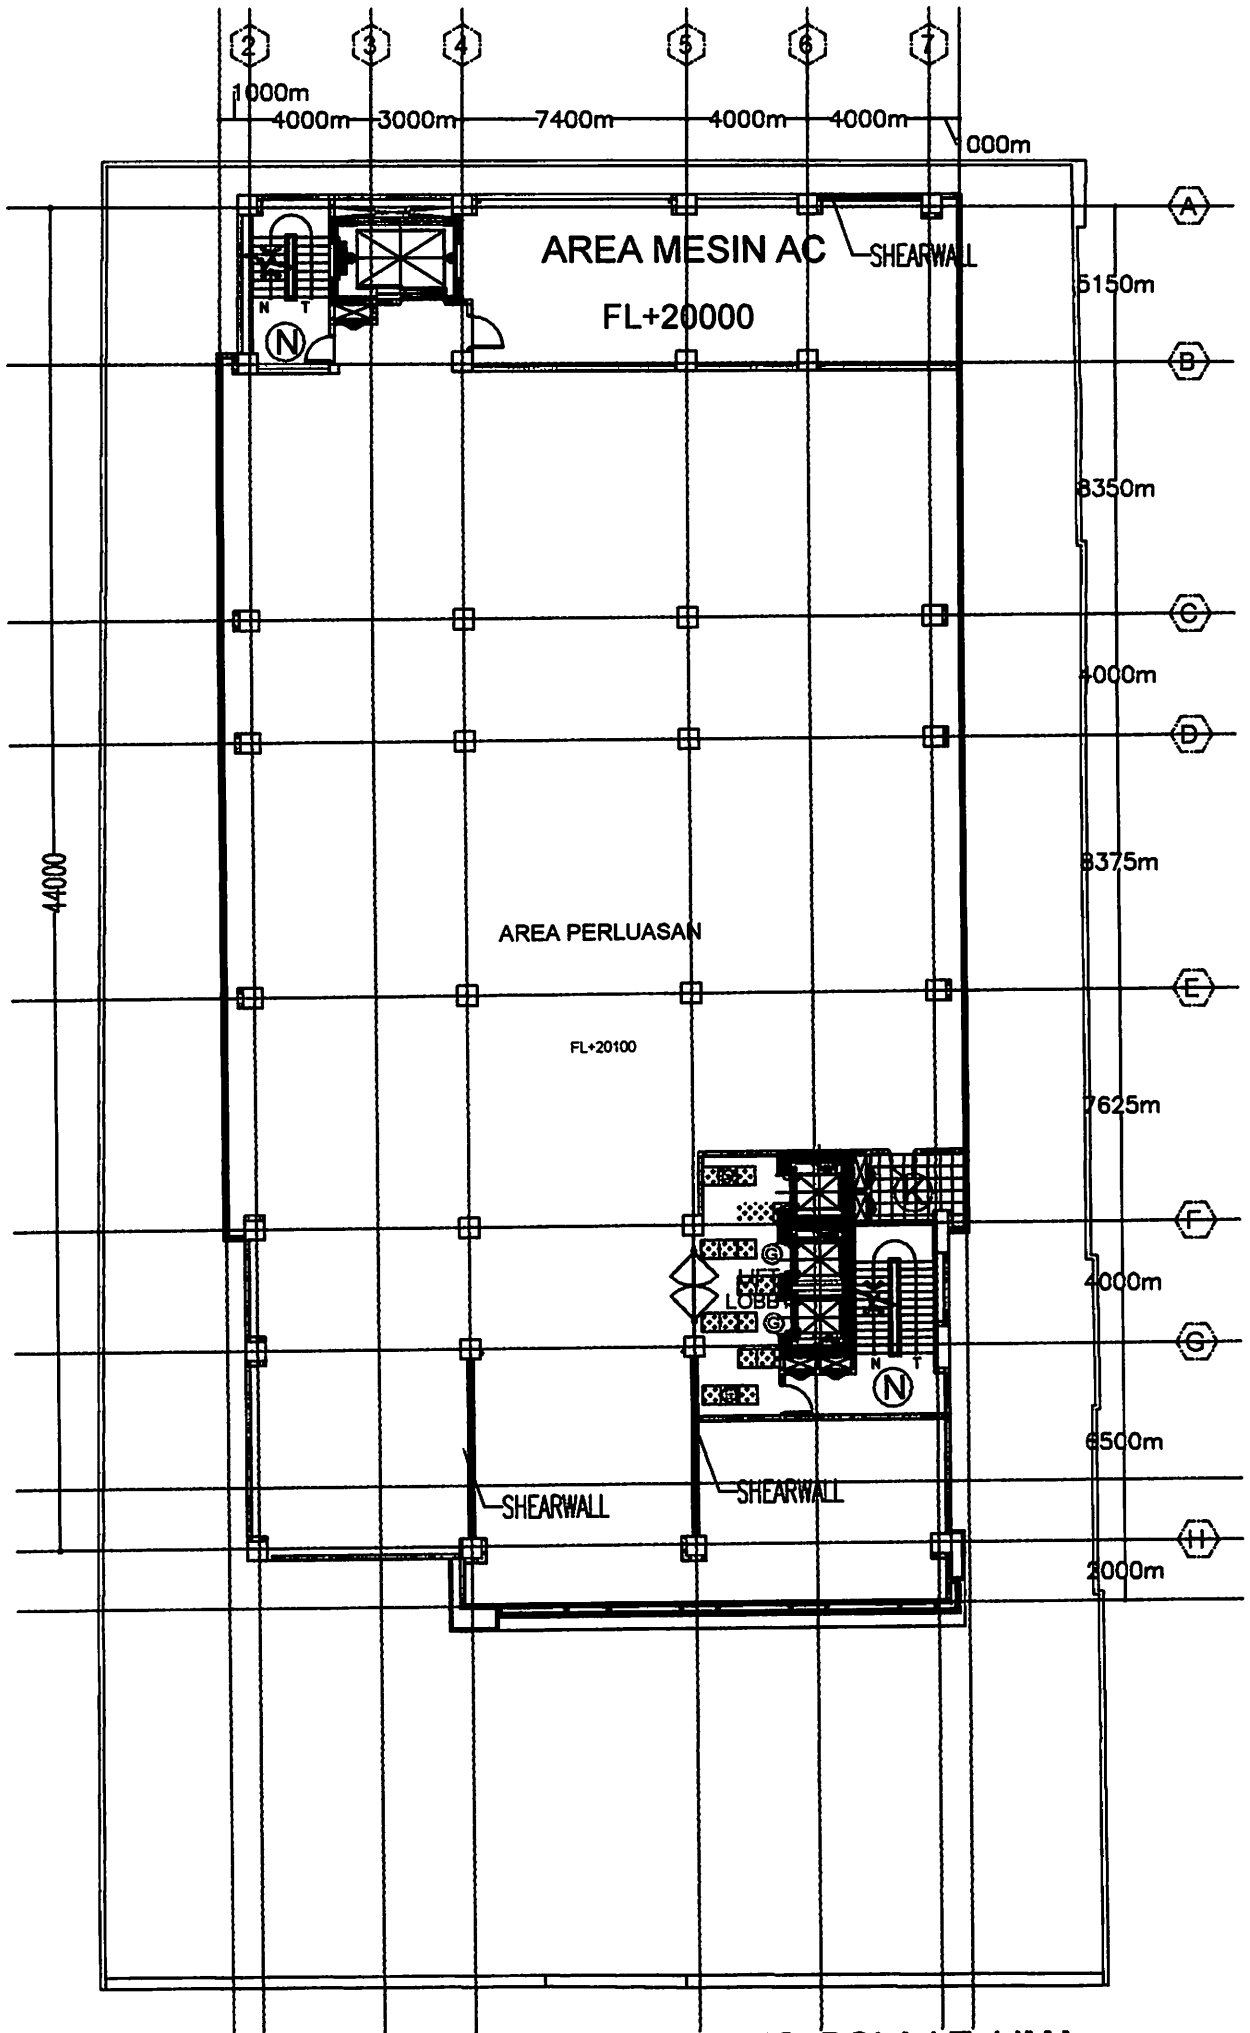 2 3 4 5 6 7
1000m
4000m 3000m 7400m 4000m 4000m
000m
A
AREA MESIN AC
SHEARWALL
5150m
FL+20000
N T
N
B
8350m
C
4000m
D
44000
8375m
AREA PERLUASAN
E
FL+20100
7625m
K
F
G
LIFT
4000m
LOBBY
G
G
N T
N
6500m
SHEARWALL
SHEARWALL
H
2000m